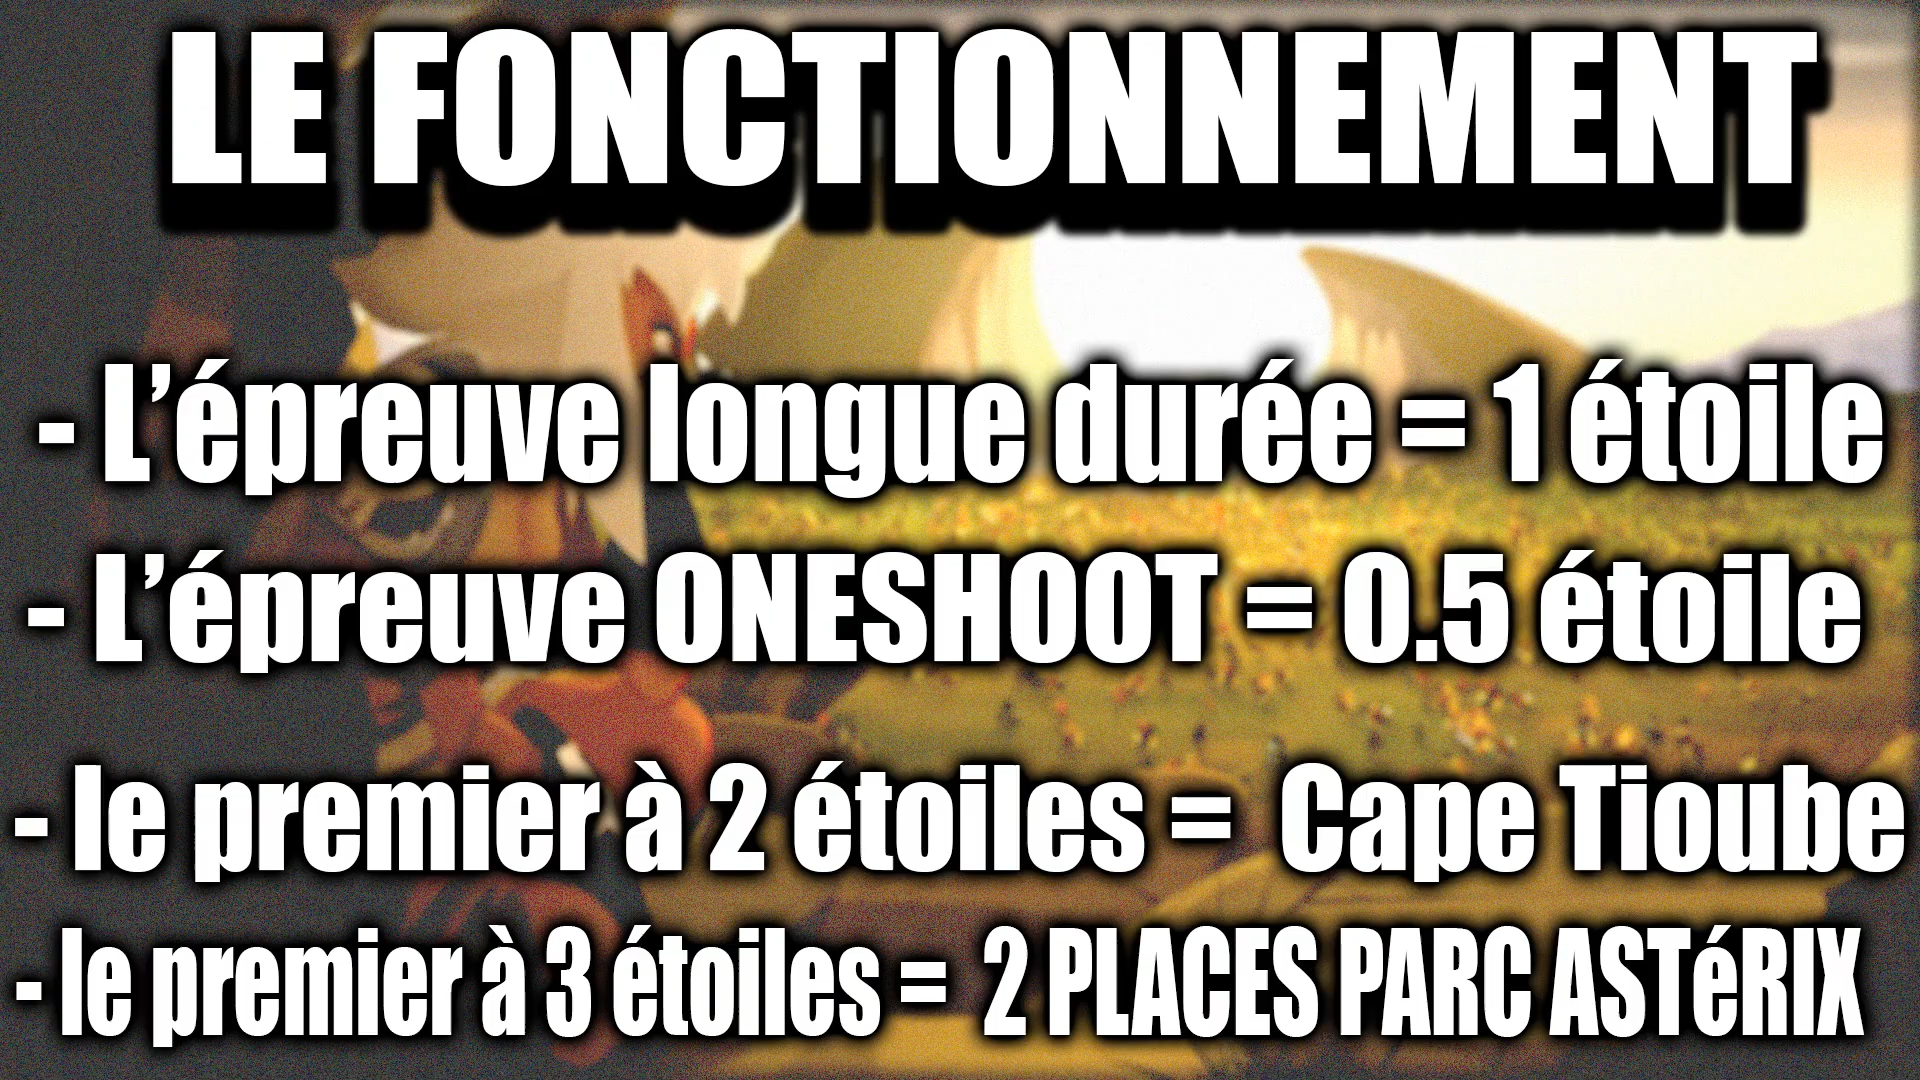 LE FONCTIONNEMENT
- L’épreuve longue durée = 1 étoile
- L’épreuve ONESHOOT = 0.5 étoile
- le premier à 2 étoiles = Cape Tioube
- le premier à 3 étoiles = 2 PLACES PARC ASTéRIX